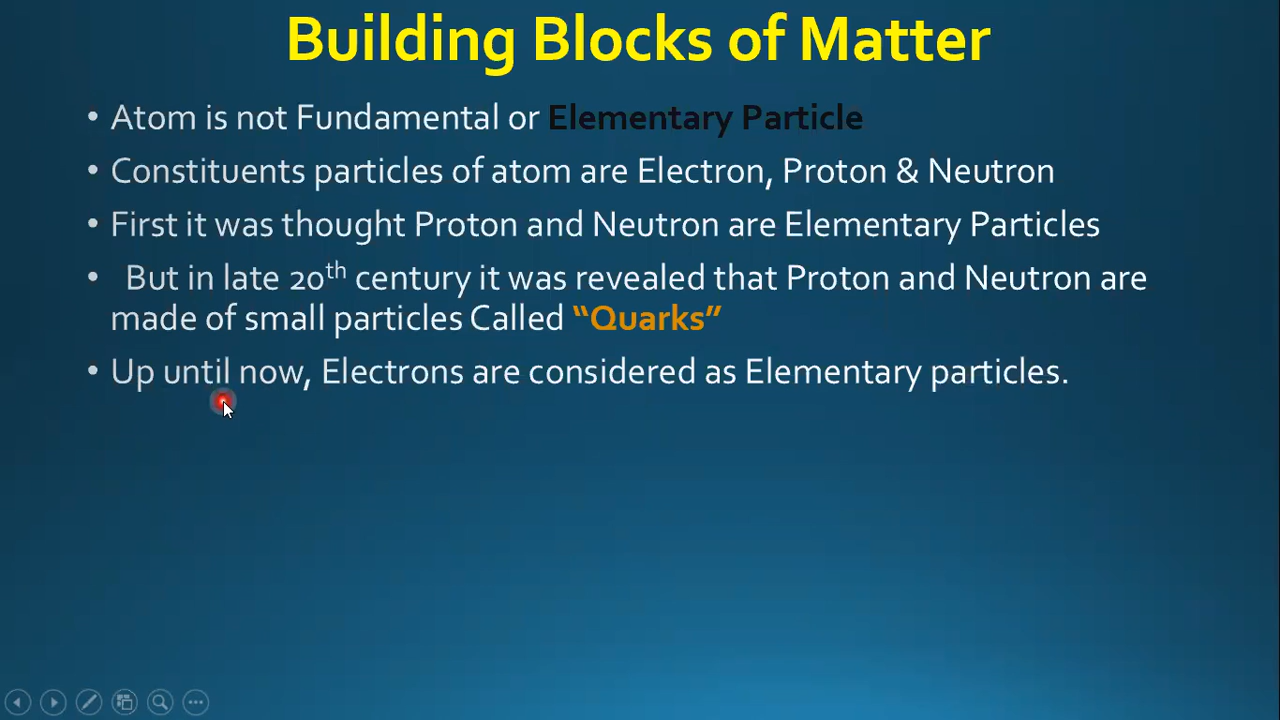 Building Blocks of Matter
• Atom is not Fundamental or Elementary Particle
• Constituents particles of atom are Electron, Proton & Neutron
• First it was thought Proton and Neutron are Elementary Particles
• But in late 20th century it was revealed that Proton and Neutron are
made of small particles Called “Quarks”
• Up until now, Electrons are considered as Elementary particles.